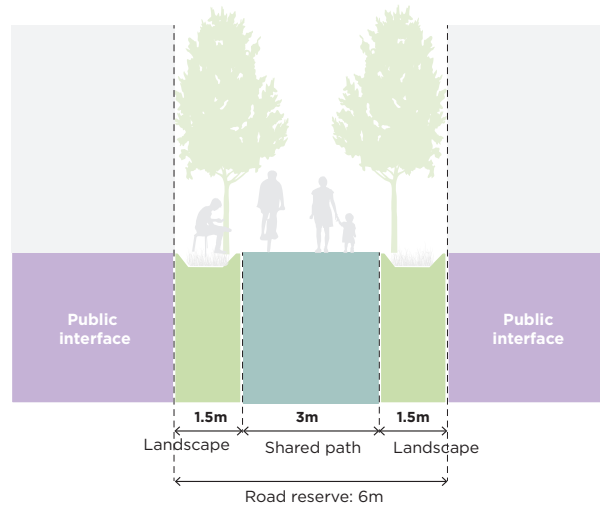 Public
interface
Public
interface
1.5m
3m
1.5m
Landscape
Shared path
Landscape
Road reserve: 6m